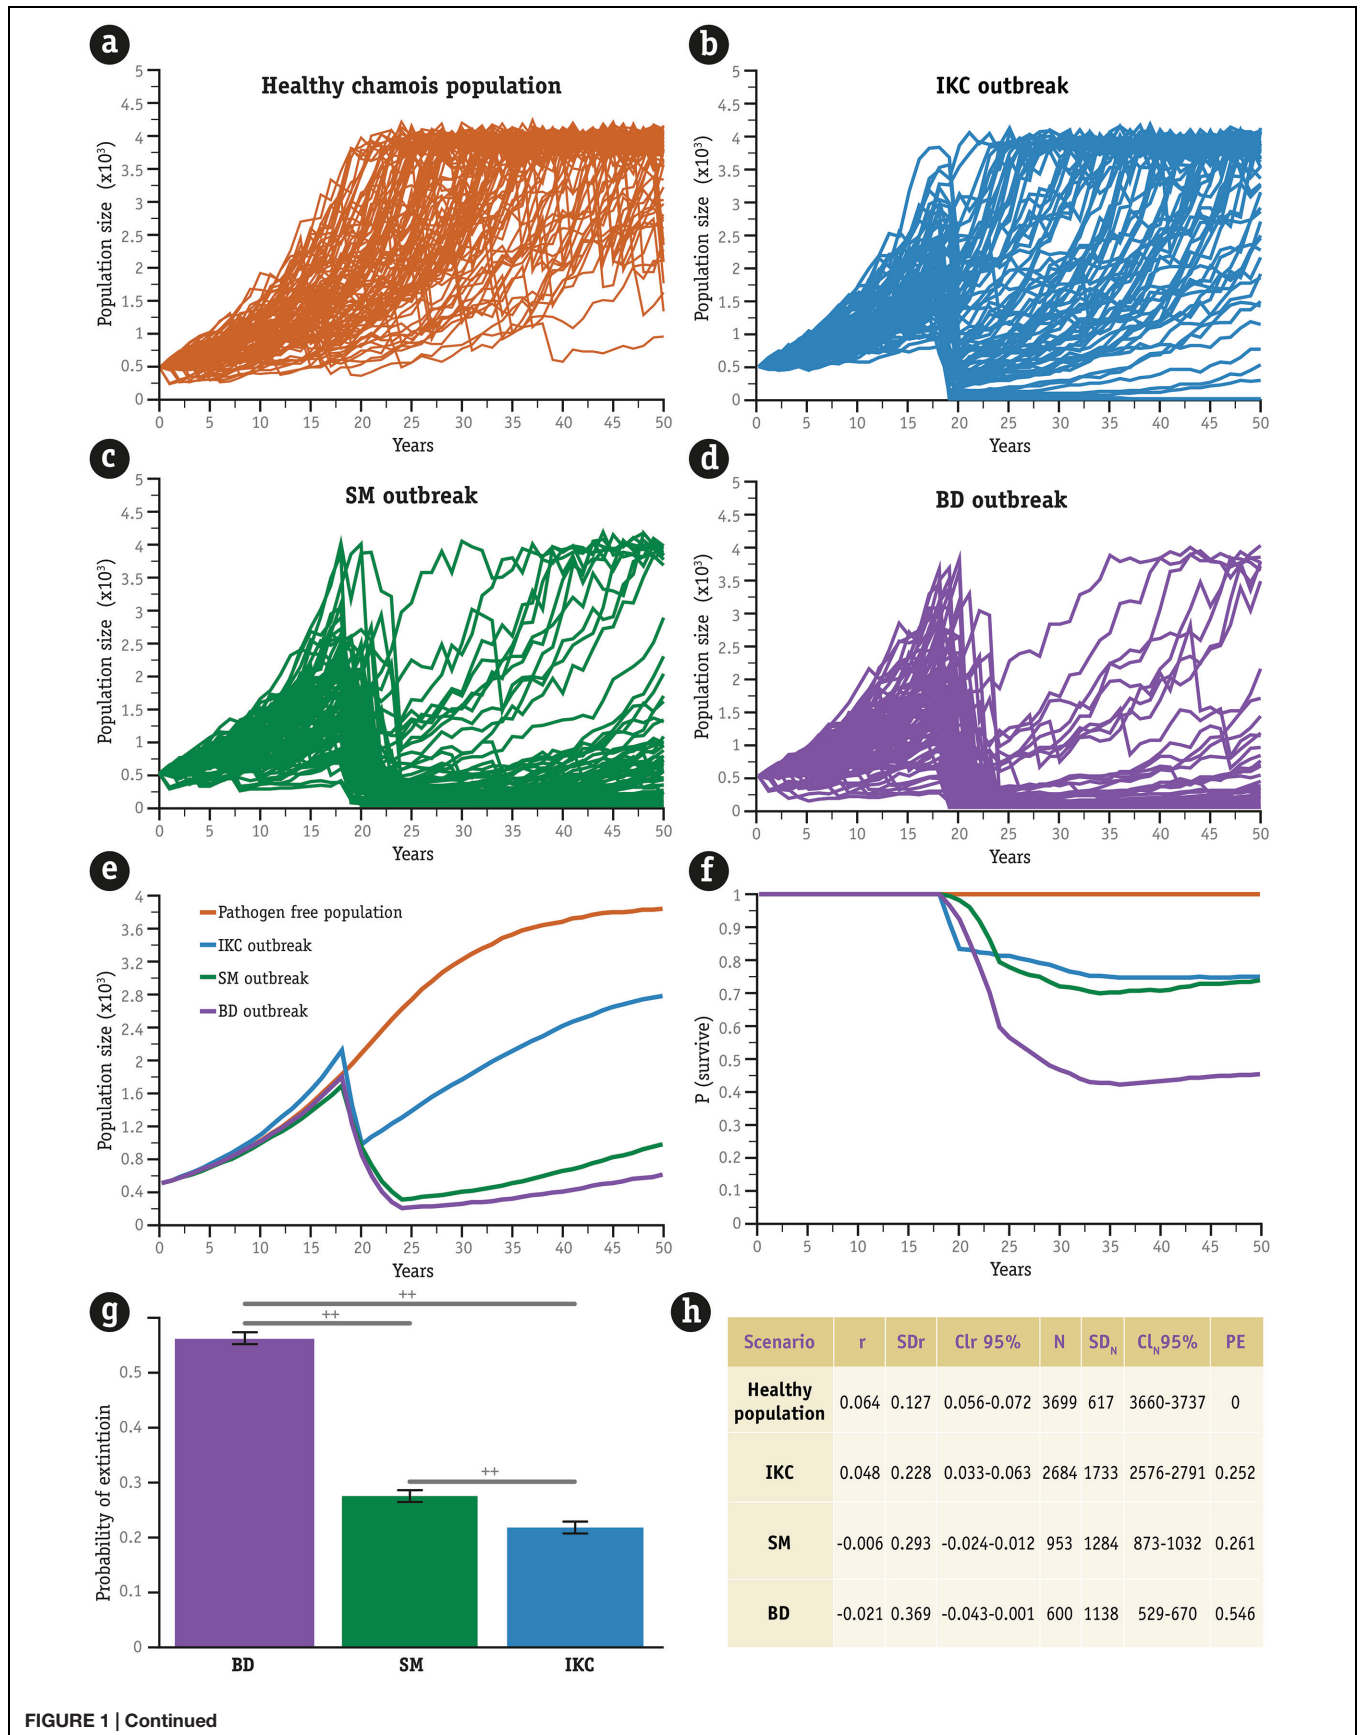 a
Healthy chamois population
Population size (x10³)
5
4.5
4
3.5
3
2.5
2
1.5
1
0.5
0
0 5 10 15 20 25 30 35 40 45 50
Years
b
IKC outbreak
Population size (x10³)
5
4.5
4
3.5
3
2.5
2
1.5
1
0.5
0
0 5 10 15 20 25 30 35 40 45 50
Years
c
SM outbreak
Population size (x10³)
5
4.5
4
3.5
3
2.5
2
1.5
1
0.5
0
0 5 10 15 20 25 30 35 40 45 50
Years
d
BD outbreak
Population size (x10³)
5
4.5
4
3.5
3
2.5
2
1.5
1
0.5
0
0 5 10 15 20 25 30 35 40 45 50
Years
e
Population size (x10³)
4
3.6
3.2
2.8
2.4
2
1.6
1.2
0.8
0.4
0
Pathogen free population
IKC outbreak
SM outbreak
BD outbreak
0 5 10 15 20 25 30 35 40 45 50
Years
f
P (survive)
1
0.9
0.8
0.7
0.6
0.5
0.4
0.3
0.2
0.1
0
0 5 10 15 20 25 30 35 40 45 50
Years
g
Probability of extintioin
++
++
++
0.5
0.4
0.3
0.2
0.1
0
BD SM IKC
h
Scenario r SDr Clr 95% N SDN ClN95% PE
Healthy
population 0.064 0.127 0.056-0.072 3699 617 3660-3737 0
IKC 0.048 0.228 0.033-0.063 2684 1733 2576-2791 0.252
SM -0.006 0.293 -0.024-0.012 953 1284 873-1032 0.261
BD -0.021 0.369 -0.043-0.001 600 1138 529-670 0.546
FIGURE 1 | Continued